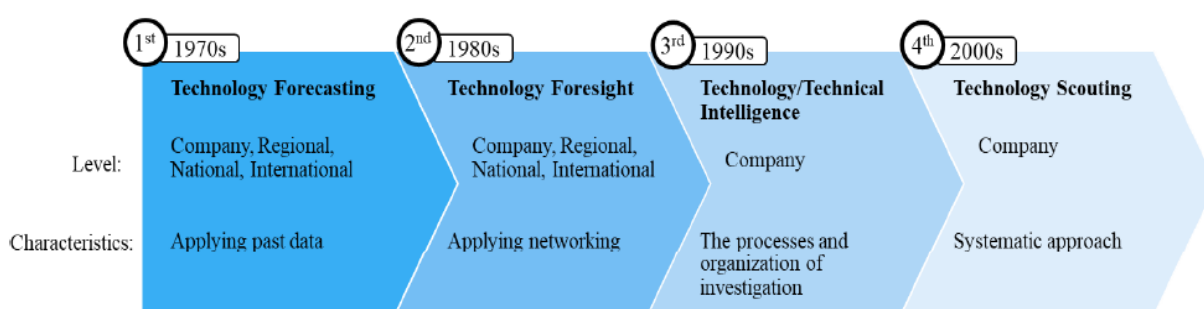 1st 1970s
2nd 1980s
3rd 1990s
4th 2000s
Technology Forecasting
Technology Foresight
Technology/Technical
Intelligence
Technology Scouting
Level:
Company, Regional,
National, International
Company, Regional,
National, International
Company
Company
Characteristics:
Applying past data
Applying networking
The processes and
organization of
investigation
Systematic approach